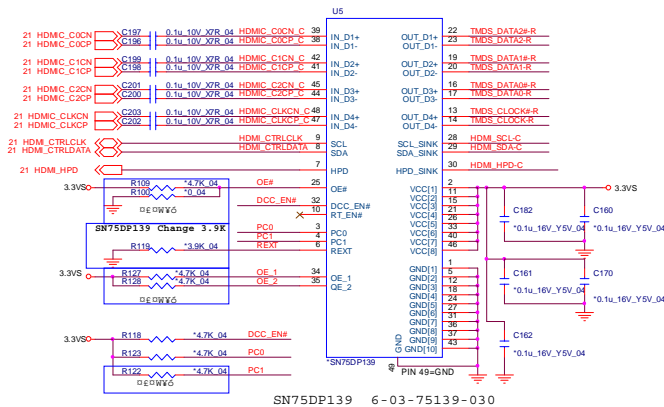 U5
21 HDMIC_C0CN C197 0.1u_10V_X7R_04 HDMIC_C0CN_C 39 IN_D1+ OUT_D1+ 22 TMDS_DATA2#-R
21 HDMIC_C0CP C196 0.1u_10V_X7R_04 HDMIC_C0CP_C 38 IN_D1- OUT_D1- 23 TMDS_DATA2-R
21 HDMIC_C1CN C199 0.1u_10V_X7R_04 HDMIC_C1CN_C 42 IN_D2+ OUT_D2+ 19 TMDS_DATA1#-R
21 HDMIC_C1CP C198 0.1u_10V_X7R_04 HDMIC_C1CP_C 41 IN_D2- OUT_D2- 20 TMDS_DATA1-R
21 HDMIC_C2CN C201 0.1u_10V_X7R_04 HDMIC_C2CN_C 45 IN_D3+ OUT_D3+ 16 TMDS_DATA0#-R
21 HDMIC_C2CP C200 0.1u_10V_X7R_04 HDMIC_C2CP_C 44 IN_D3- OUT_D3- 17 TMDS_DATA0-R
21 HDMIC_CLKCN C203 0.1u_10V_X7R_04 HDMIC_CLKCN_C 48 IN_D4+ OUT_D4+ 13 TMDS_CLOCK#-R
21 HDMIC_CLKCP C202 0.1u_10V_X7R_04 HDMIC_CLKCP_C 47 IN_D4- OUT_D4- 14 TMDS_CLOCK-R
21 HDMI_CTRLCLK HDMI_CTRLCLK 9 SCL SCL_SINK 28 HDMI_SCL-C
21 HDMI_CTRLDATA HDMI_CTRLDATA 8 SDA SDA_SINK 29 HDMI_SDA-C
21 HDMI_HPD 7 HPD HPD_SINK 30 HDMI_HPD-C
3.3VS R109 *4.7K_04 OE# 25 OE# VCC[1] 2 3.3VS
R100 *0_04 VCC[2] 11
VCC[3] 15
DCC_EN# 32 DCC_EN# VCC[4] 21
10 RT_EN# VCC[5] 26
VCC[6] 33
VCC[7] 40
VCC[8] 46
SN75DP139 Change 3.9K
PC0 3 PC0
PC1 4 PC1
R119 *3.9K_04 REXT 6 REXT
C182 *0.1u_16V_Y5V_04
C160 *0.1u_16V_Y5V_04
3.3VS R127 *4.7K_04 OE_1 34 OE_1
R128 *4.7K_04 OE_2 35 QE_2
GND[1] 1
GND[2] 5
GND[3] 12
GND[4] 18
GND[5] 24
GND[6] 27
GND[7] 31
GND[8] 36
GND[9] 37
GND[10] 43
GND 49
C161 *0.1u_16V_Y5V_04
C170 *0.1u_16V_Y5V_04
C162 *0.1u_16V_Y5V_04
3.3VS R118 *4.7K_04 DCC_EN#
R123 *4.7K_04 PC0
R122 *4.7K_04 PC1
*SN75DP139
PIN 49=GND
SN75DP139 6-03-75139-030